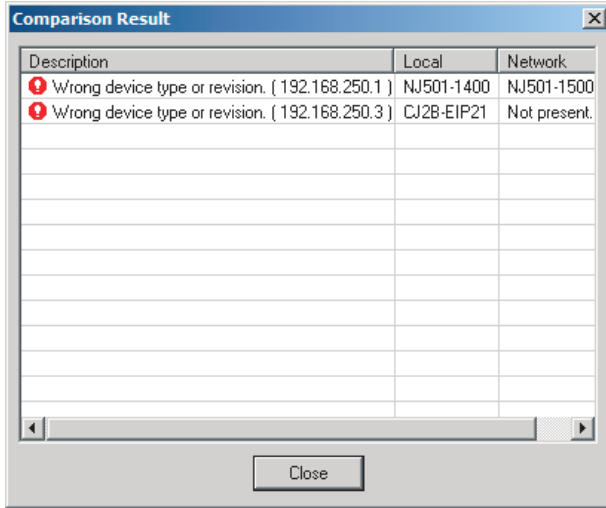 Comparison Result
Description Local Network
Wrong device type or revision. ( 192.168.250.1 ) NJ501-1400 NJ501-1500
Wrong device type or revision. ( 192.168.250.3 ) CJ2B-EIP21 Not present.
Close